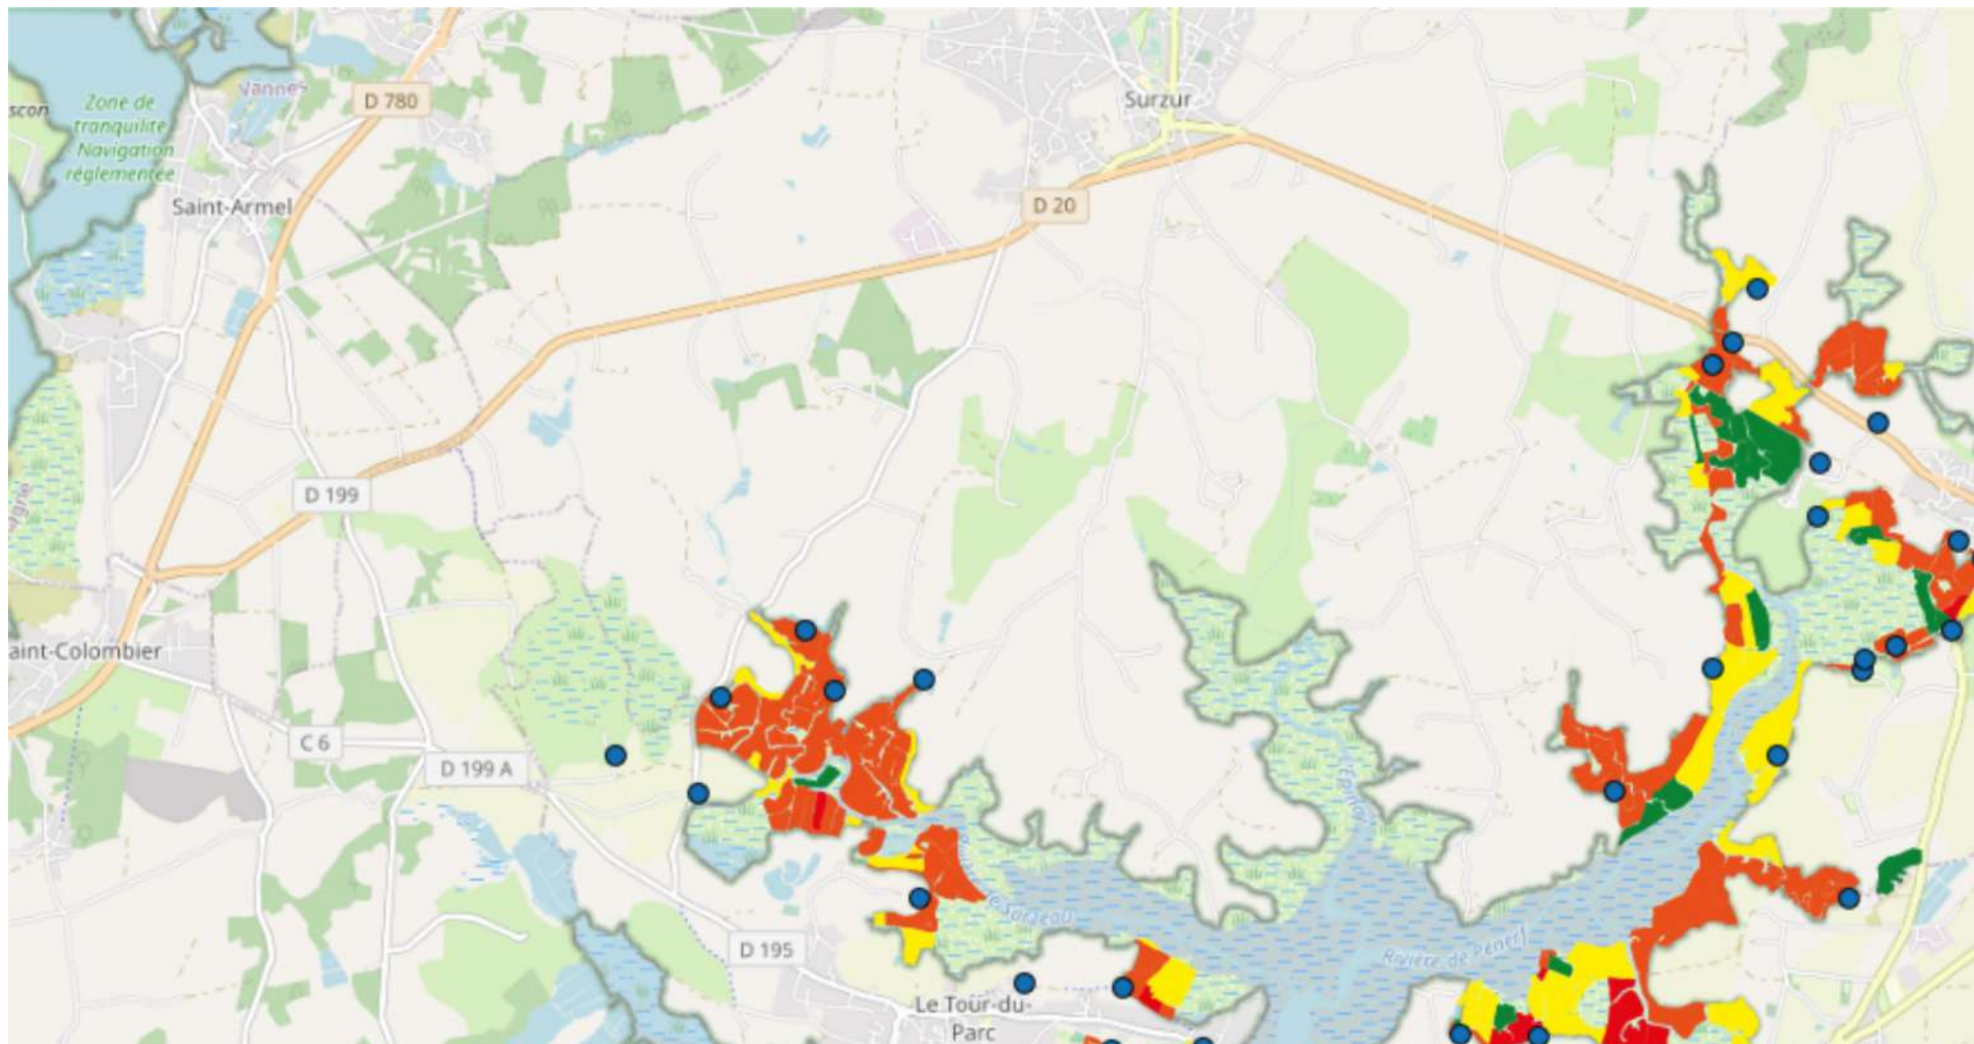 Vannes
D 780
scon
Zone de
tranquilité
Navigation
réglementée
Surzur
Saint-Armel
D 20
D 199
aint-Colombier
C 6
D 199 A
L'Épinay
D 195
Rivière de Pénerf
Le Tour-du-
Parc